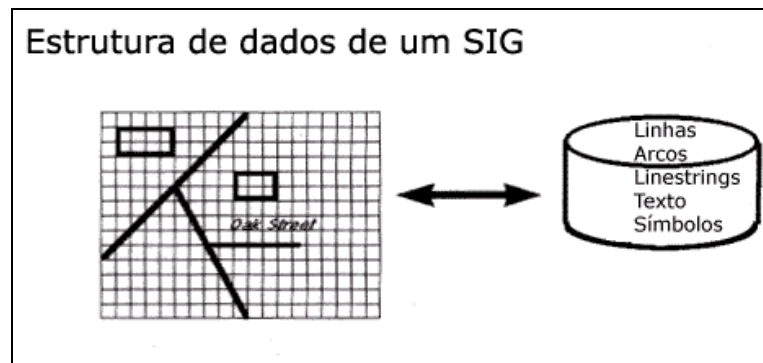 Estrutura de dados de um SIG
Oak Street
Linhas
Arcos
Linestrings
Texto
Símbolos